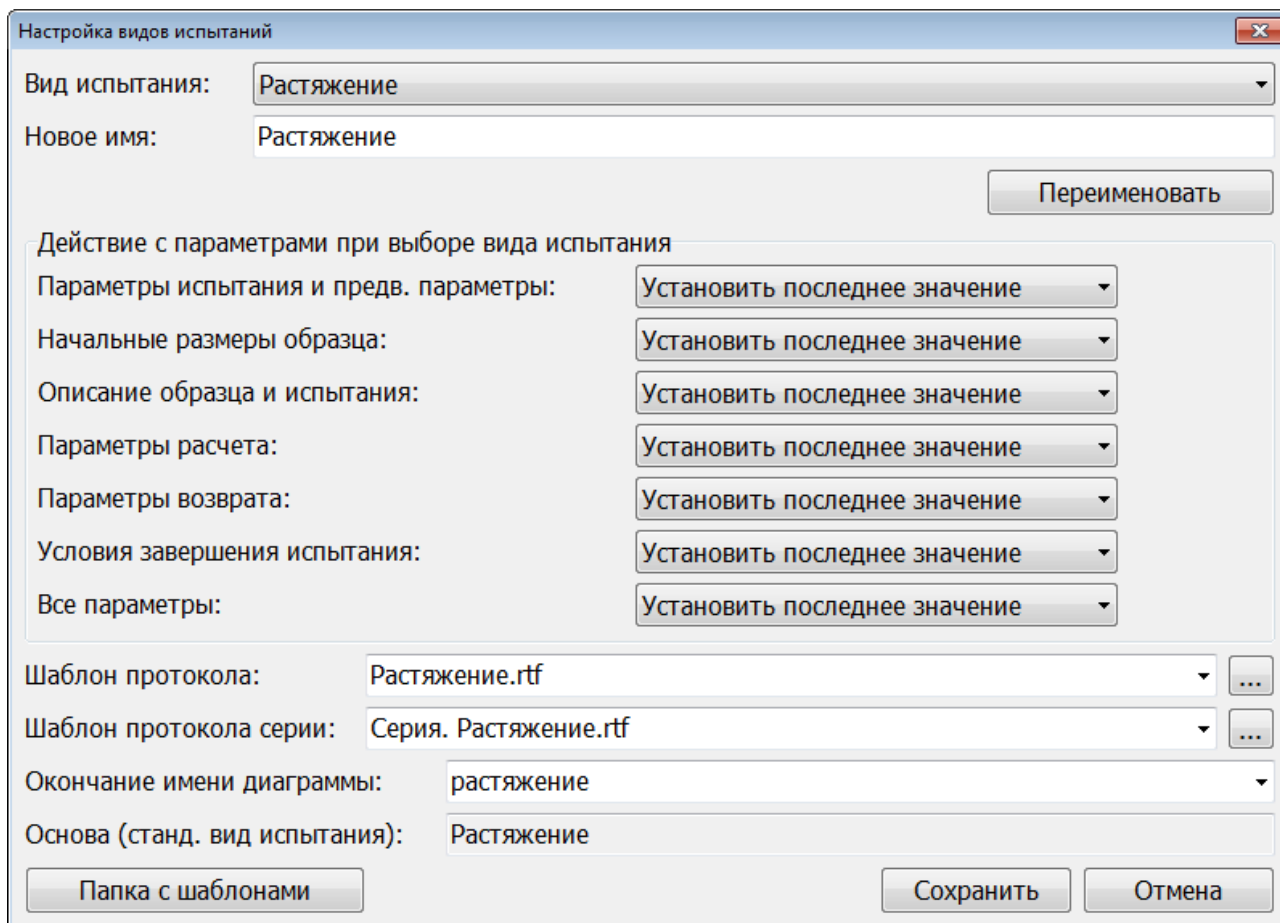 Настройка видов испытаний
Вид испытания: Растяжение
Новое имя: Растяжение
Переименовать
Действие с параметрами при выборе вида испытания
Параметры испытания и предв. параметры: Установить последнее значение
Начальные размеры образца: Установить последнее значение
Описание образца и испытания: Установить последнее значение
Параметры расчета: Установить последнее значение
Параметры возврата: Установить последнее значение
Условия завершения испытания: Установить последнее значение
Все параметры: Установить последнее значение
Шаблон протокола: Растяжение.rtf ...
Шаблон протокола серии: Серия. Растяжение.rtf ...
Окончание имени диаграммы: растяжение
Основа (станд. вид испытания): Растяжение
Папка с шаблонами Сохранить Отмена